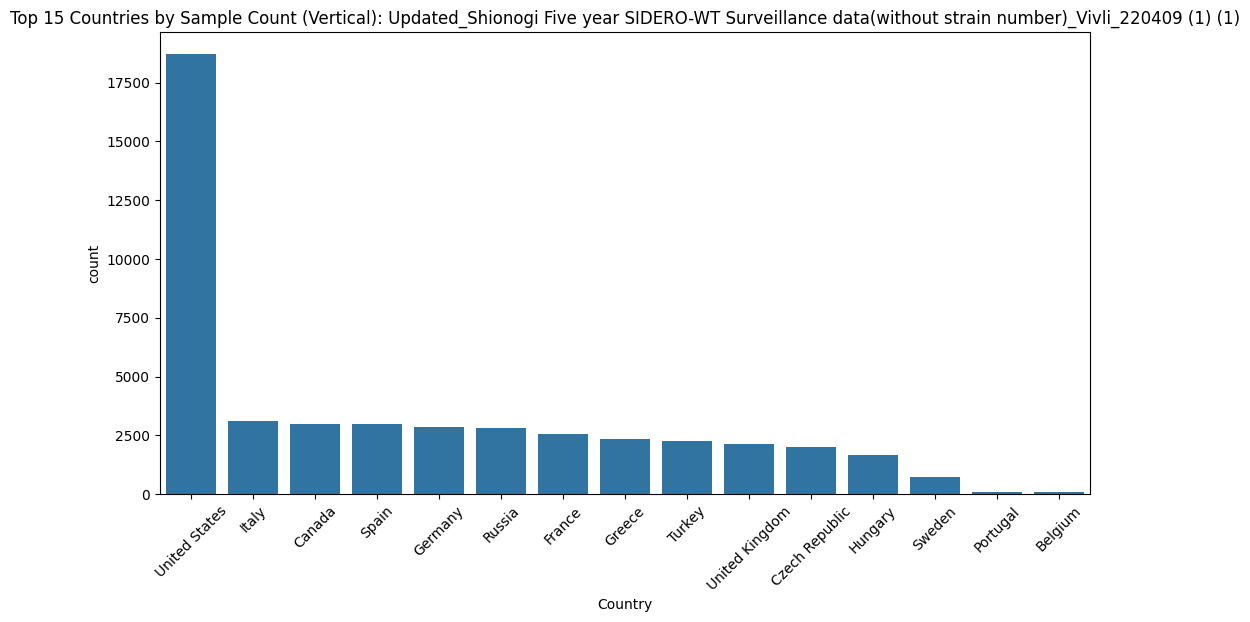 Top 15 Countries by Sample Count (Vertical): Updated_Shionogi Five year SIDERO-WT Surveillance data(without strain number)_Vivli_220409 (1) (1)
count
17500
15000
12500
10000
7500
5000
2500
0
United States
Italy
Canada
Spain
Germany
Russia
France
Greece
Turkey
United Kingdom
Czech Republic
Hungary
Sweden
Portugal
Belgium
Country